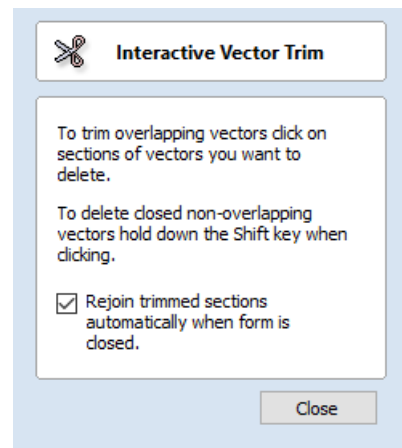 Interactive Vector Trim
To trim overlapping vectors click on
sections of vectors you want to
delete.
To delete closed non-overlapping
vectors hold down the Shift key when
clicking.
Rejoin trimmed sections
automatically when form is
closed.
Close